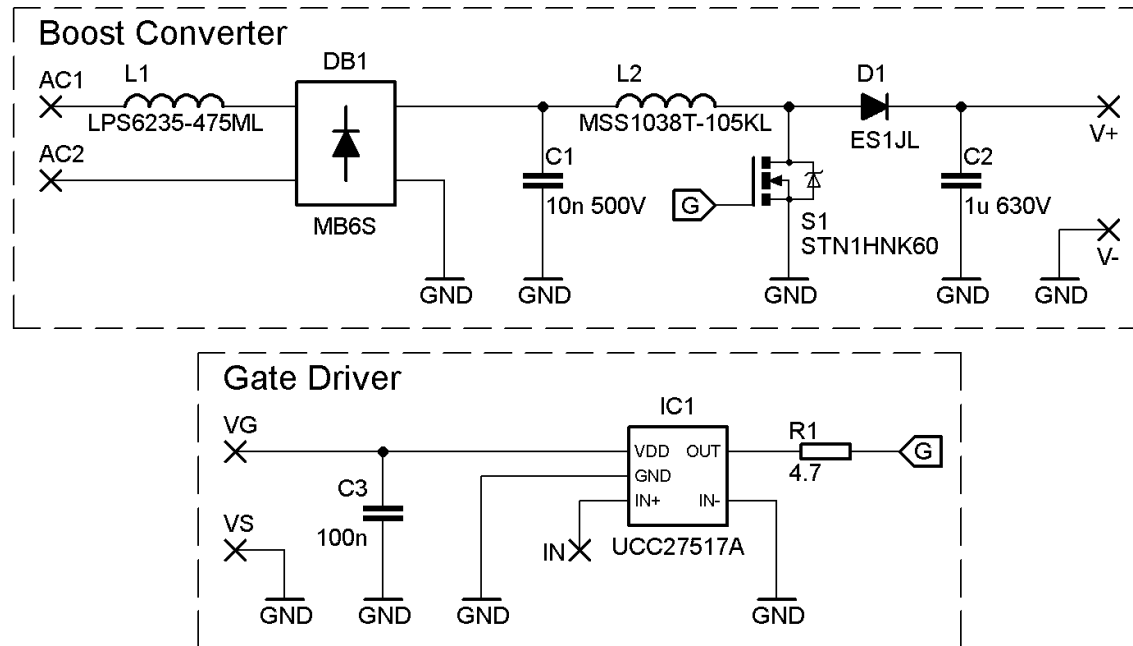 Boost Converter
AC1
L1
LPS6235-475ML
DB1
MB6S
AC2
GND
C1
10n 500V
GND
L2
MSS1038T-105KL
G
S1
STN1HNK60
GND
D1
ES1JL
C2
1u 630V
GND
V+
V-
GND
Gate Driver
VG
VS
GND
C3
100n
GND
GND
IN
IC1
VDD OUT
GND
IN+ IN-
UCC27517A
GND
R1
4.7
G